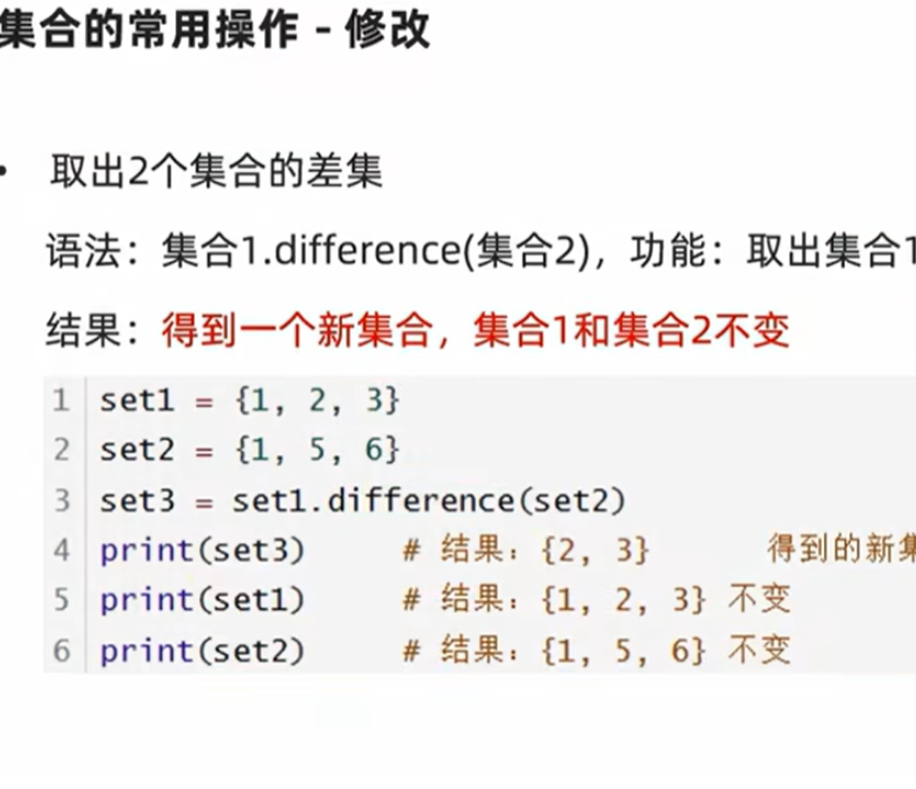 集合的常用操作 - 修改
• 取出2个集合的差集
语法：集合1.difference(集合2)，功能：取出集合1
结果：得到一个新集合，集合1和集合2不变
1 set1 = {1, 2, 3}
2 set2 = {1, 5, 6}
3 set3 = set1.difference(set2)
4 print(set3) # 结果：{2, 3} 得到的新集
5 print(set1) # 结果：{1, 2, 3} 不变
6 print(set2) # 结果：{1, 5, 6} 不变